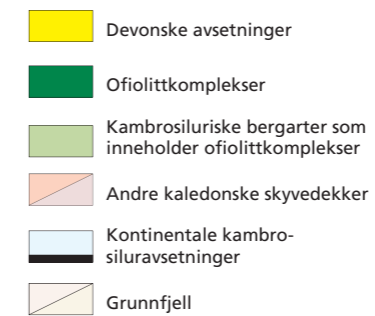 Devonske avsetninger
Ofiolittkomplekser
Kambrosiluriske bergarter som
inneholder ofiolittkomplekser
Andre kaledonske skyvedekker
Kontinentale kambro-
siluravsetninger
Grunnfjell